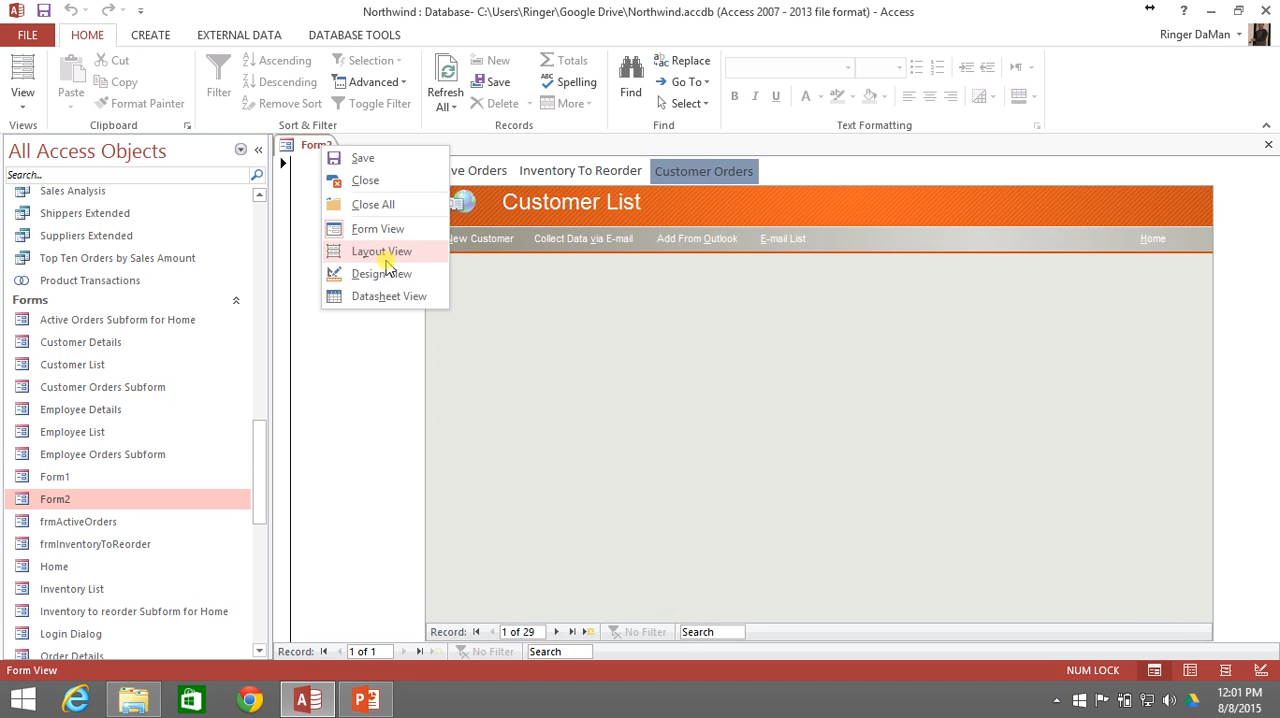 Northwind : Database- C:\Users\Ringer\Google Drive\Northwind.accdb (Access 2007 - 2013 file format) - Access
FILE HOME CREATE EXTERNAL DATA DATABASE TOOLS Ringer DaMan
View
Views
Paste
Cut
Copy
Format Painter
Clipboard
Filter
Ascending
Descending
Remove Sort
Selection
Advanced
Toggle Filter
Sort & Filter
Refresh All
New
Save
Delete
Totals
Spelling
More
Records
Find
Replace
Go To
Select
Find
B I U A
Text Formatting
All Access Objects
Search...
Sales Analysis
Shippers Extended
Suppliers Extended
Top Ten Orders by Sales Amount
Product Transactions
Forms
Active Orders Subform for Home
Customer Details
Customer List
Customer Orders Subform
Employee Details
Employee List
Employee Orders Subform
Form1
Form2
frmActiveOrders
frmInventoryToReorder
Home
Inventory List
Inventory to reorder Subform for Home
Login Dialog
Order Details
Form2
Save
Close
Close All
Form View
Layout View
Design View
Datasheet View
ve Orders Inventory To Reorder Customer Orders
Customer List
New Customer Collect Data via E-mail Add From Outlook E-mail List Home
Record: 1 of 29 No Filter Search
Record: 1 of 1 No Filter Search
Form View NUM LOCK
12:01 PM
8/8/2015